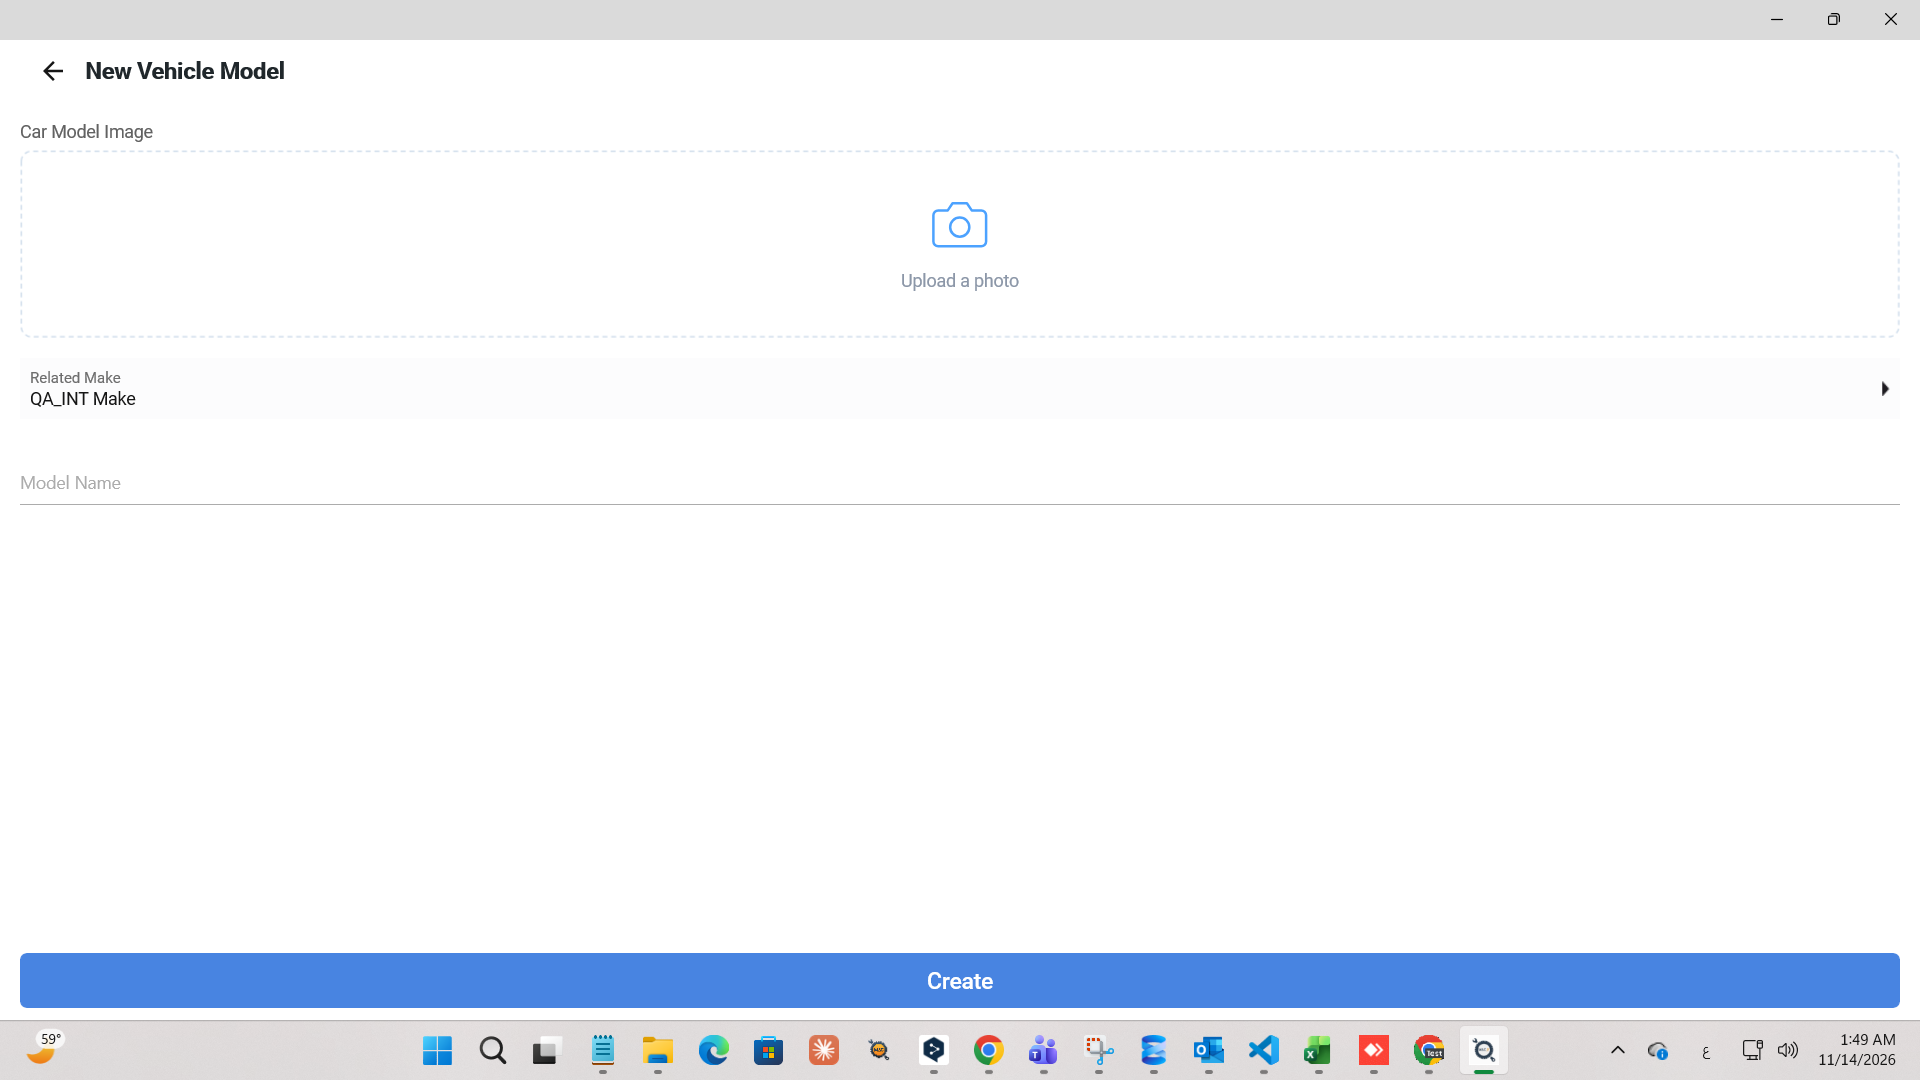 New Vehicle Model
Car Model Image
Upload a photo
Related Make
QA_INT Make
Model Name
Create
59°
Test
ع
1:49 AM
11/14/2026